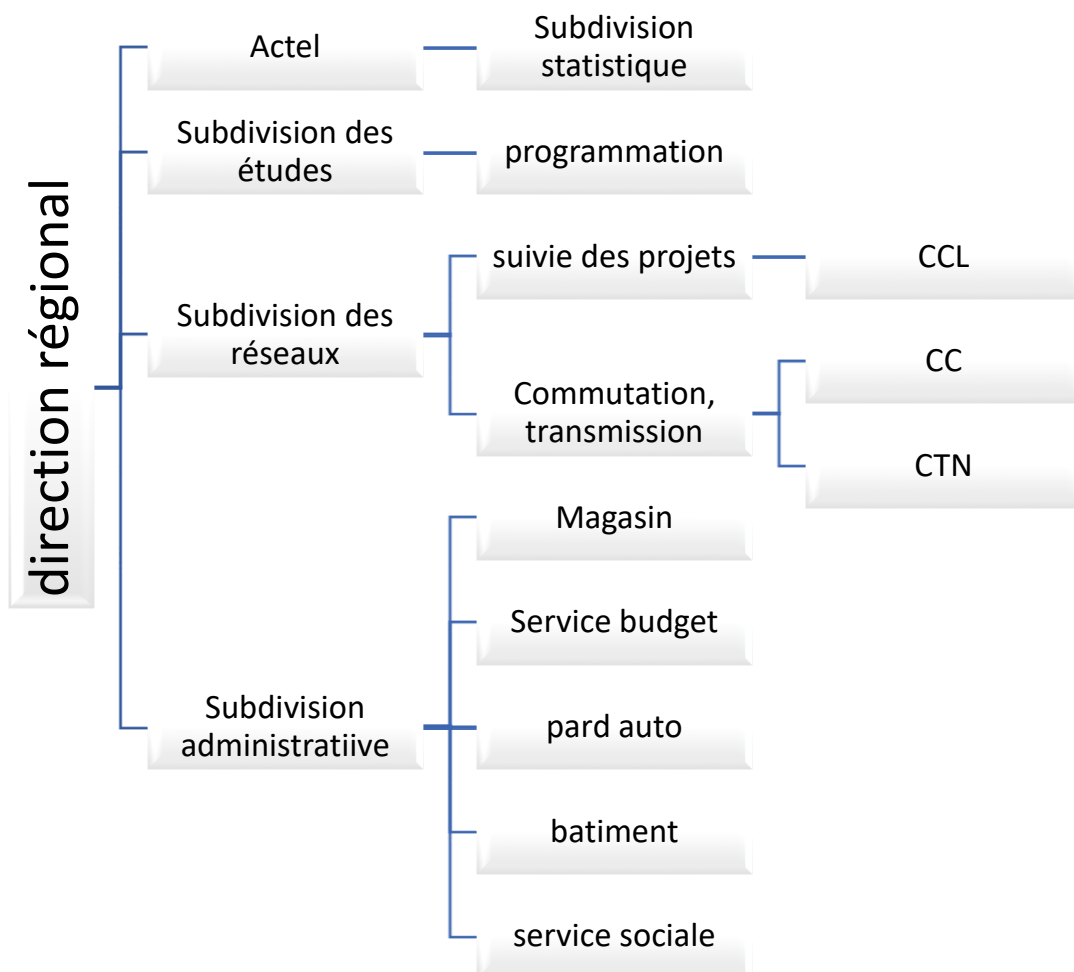 direction régional
Actel
Subdivision
statistique
Subdivision des
études
programmation
Subdivision des
réseaux
suivie des projets
CCL
Commutation,
transmission
CC
CTN
Subdivision
administratiive
Magasin
Service budget
pard auto
batiment
service sociale